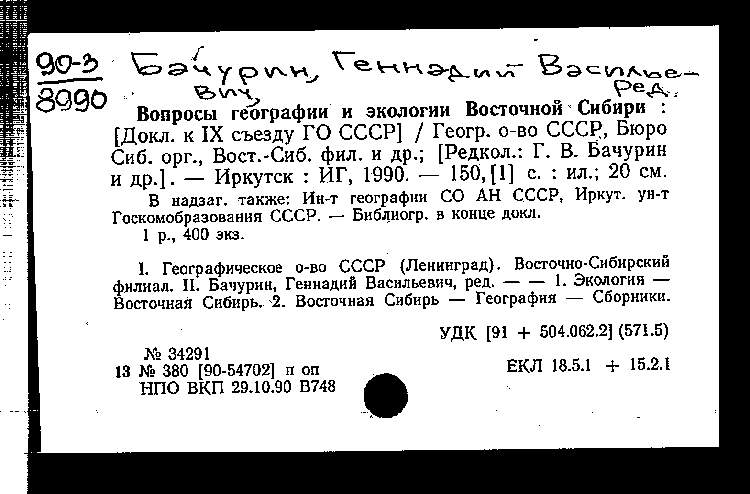 90-3
8990
Бачурин, Геннадий Василье-
вич, ред.
Вопросы географии и экологии Восточной Сибири :
[Докл. к IX съезду ГО СССР] / Геогр. о-во СССР, Бюро
Сиб. орг., Вост.-Сиб. фил. и др.; [Редкол.: Г. В. Бачурин
и др.]. — Иркутск : ИГ, 1990. — 150,[1] с. : ил.; 20 см.
В надзаг. также: Ин-т географии СО АН СССР, Иркут. ун-т
Госкомобразования СССР. — Библиогр. в конце докл.
1 р., 400 экз.
1. Географическое о-во СССР (Ленинград). Восточно-Сибирский
филиал. II. Бачурин, Геннадий Васильевич, ред. — — 1. Экология —
Восточная Сибирь. 2. Восточная Сибирь — География — Сборники.
УДК [91 + 504.062.2] (571.5)
№ 34291
13 № 380 [90-54702] п оп
ЕКЛ 18.5.1 + 15.2.1
НПО ВКП 29.10.90 В748